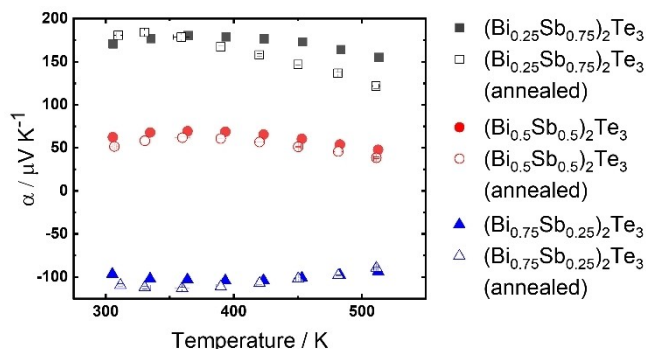 200
150
100
50
0
-50
-100
300
400
500
α / μV K⁻¹
Temperature / K
(Bi₀.₂₅Sb₀.₇₅)₂Te₃
(Bi₀.₂₅Sb₀.₇₅)₂Te₃
(annealed)
(Bi₀.₅Sb₀.₅)₂Te₃
(Bi₀.₅Sb₀.₅)₂Te₃
(annealed)
(Bi₀.₇₅Sb₀.₂₅)₂Te₃
(Bi₀.₇₅Sb₀.₂₅)₂Te₃
(annealed)